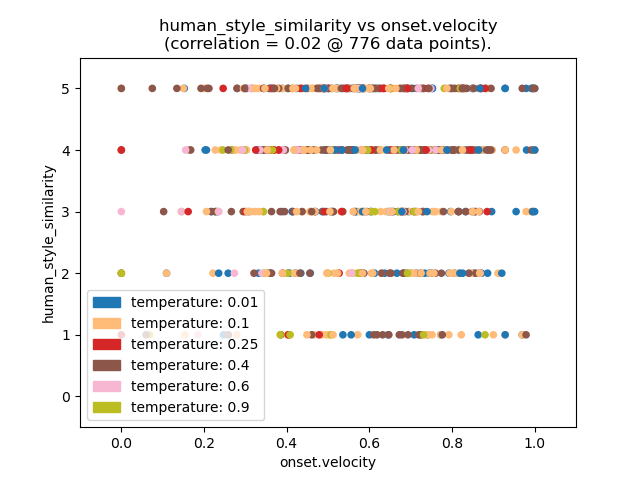 human_style_similarity vs onset.velocity
(correlation = 0.02 @ 776 data points).
human_style_similarity
5
4
3
2
1
0
temperature: 0.01
temperature: 0.1
temperature: 0.25
temperature: 0.4
temperature: 0.6
temperature: 0.9
0.0 0.2 0.4 0.6 0.8 1.0
onset.velocity